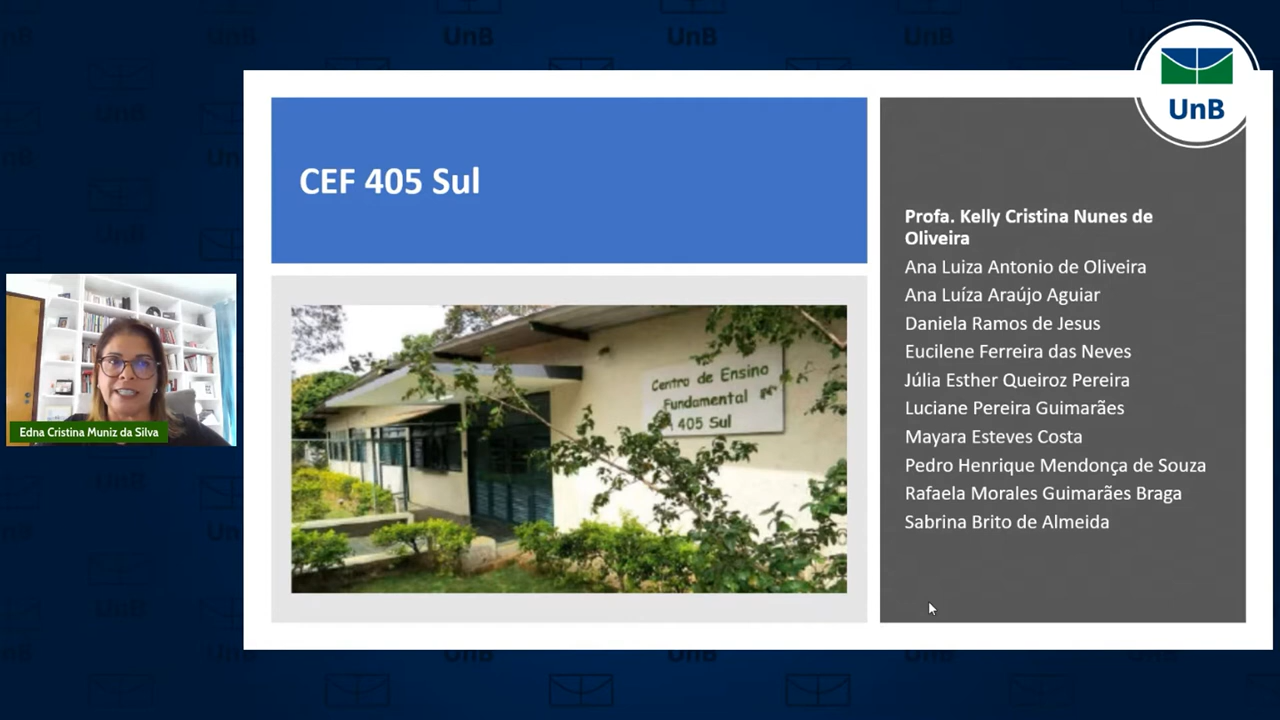 UnB
CEF 405 Sul
Profa. Kelly Cristina Nunes de
Oliveira
Ana Luiza Antonio de Oliveira
Ana Luíza Araújo Aguiar
Daniela Ramos de Jesus
Eucilene Ferreira das Neves
Júlia Esther Queiroz Pereira
Luciane Pereira Guimarães
Mayara Esteves Costa
Pedro Henrique Mendonça de Souza
Rafaela Morales Guimarães Braga
Sabrina Brito de Almeida
Centro de Ensino
Fundamental
405 Sul
Edna Cristina Muniz da Silva